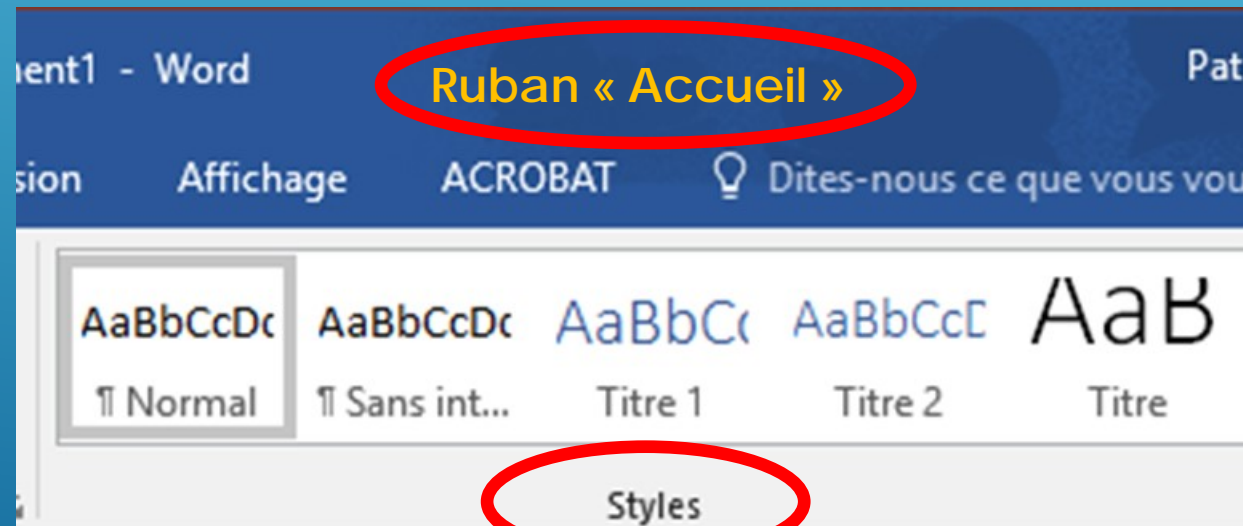 ent1 - Word
Ruban « Accueil »
Pat
sion Affichage ACROBAT Dites-nous ce que vous vou
AaBbCcDc AaBbCcDc AaBbC AaBbCcD AaB
¶ Normal ¶ Sans int... Titre 1 Titre 2 Titre
Styles